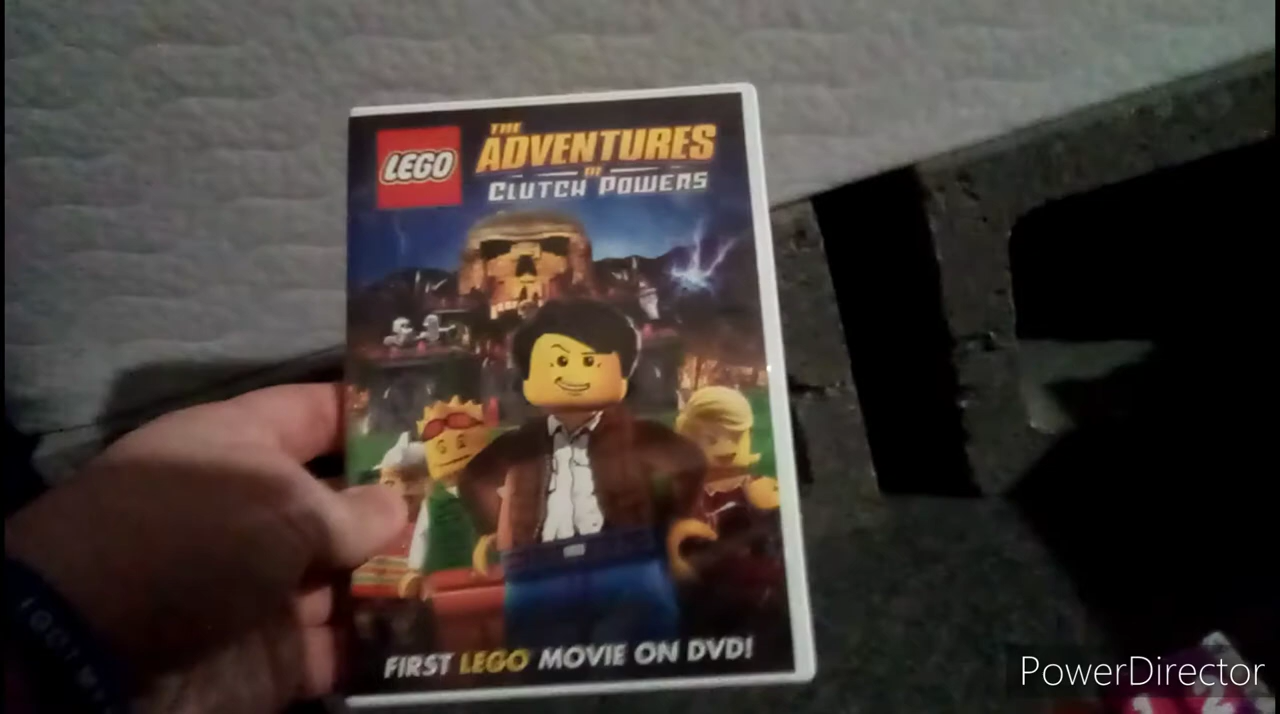 LEGO
THE
ADVENTURES
OF
CLUTCH POWERS
FIRST LEGO MOVIE ON DVD!
PowerDirector